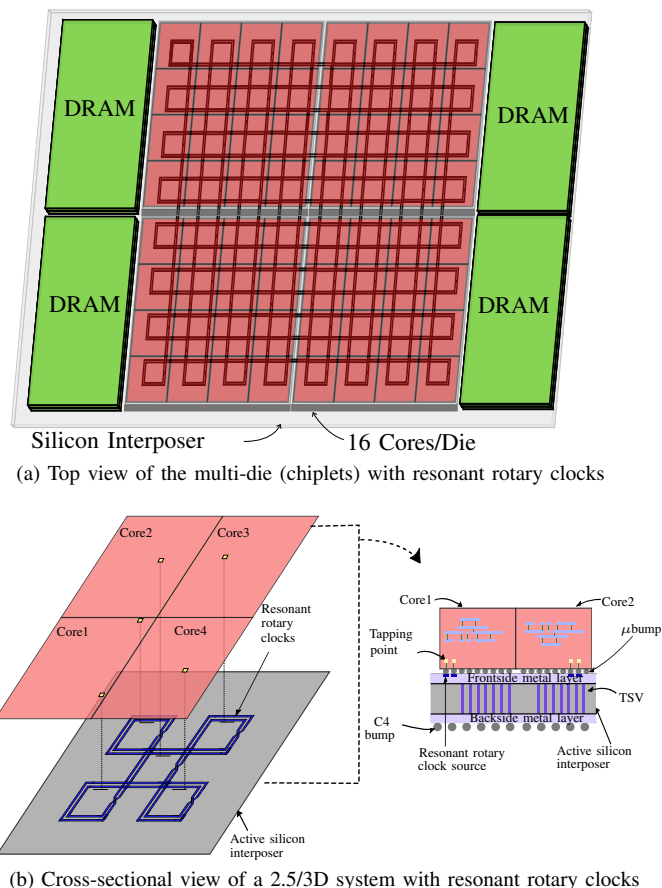 DRAM
DRAM
DRAM
DRAM
Silicon Interposer
16 Cores/Die
(a) Top view of the multi-die (chiplets) with resonant rotary clocks
Core2
Core3
Core1
Core4
Resonant
rotary
clocks
Active silicon
interposer
Core1
Core2
Tapping
point
μbump
Frontside metal layer
TSV
C4
bump
Backside metal layer
Resonant rotary
clock source
Active silicon
interposer
(b) Cross-sectional view of a 2.5/3D system with resonant rotary clocks